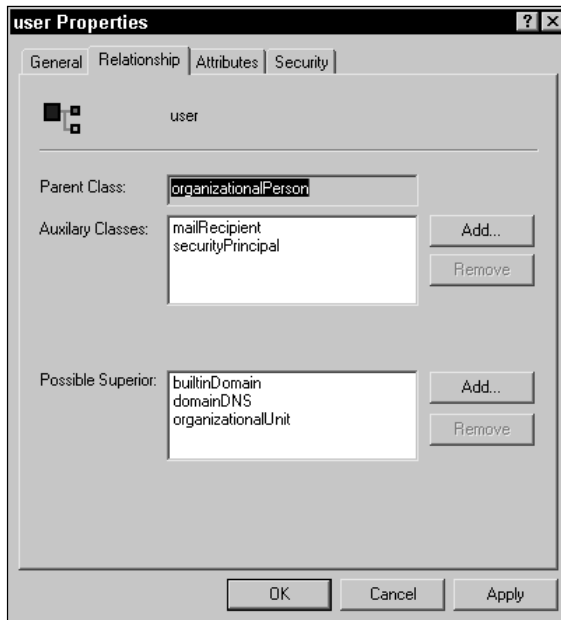 user Properties
? X
General Relationship Attributes Security
user
Parent Class: organizationalPerson
Auxilary Classes: mailRecipient
securityPrincipal
Add...
Remove
Possible Superior: builtinDomain
domainDNS
organizationalUnit
Add...
Remove
OK Cancel Apply